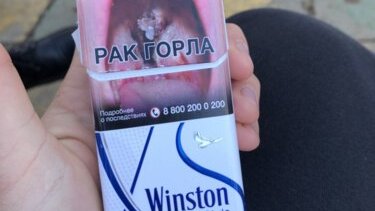 РАК ГОРЛА
Подробнее
о последствиях 8 800 200 0 200
Winston